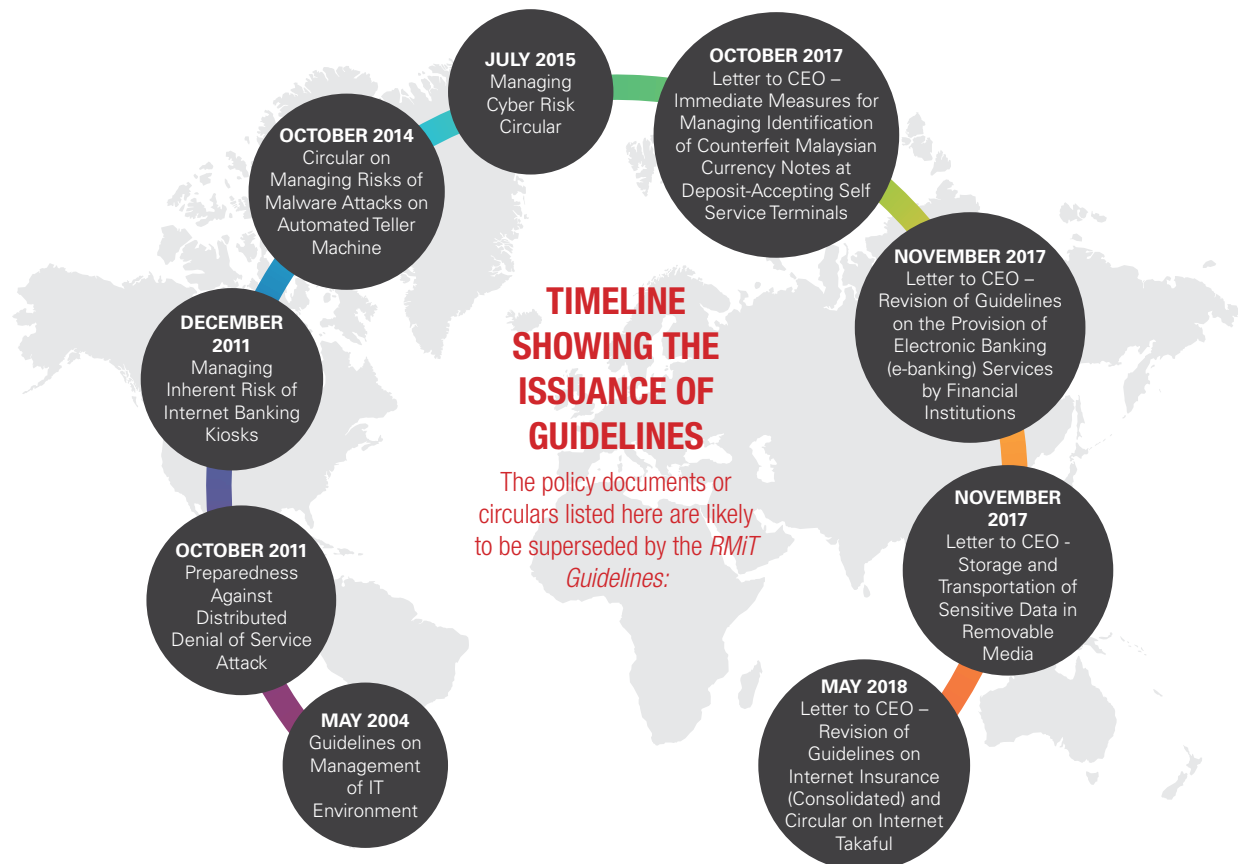 TIMELINE
SHOWING THE
ISSUANCE OF
GUIDELINES
The policy documents or
circulars listed here are likely
to be superseded by the RMiT
Guidelines:
MAY 2004
Guidelines on
Management
of IT
Environment
OCTOBER 2011
Preparedness
Against
Distributed
Denial of Service
Attack
DECEMBER
2011
Managing
Inherent Risk of
Internet Banking
Kiosks
OCTOBER 2014
Circular on
Managing Risks of
Malware Attacks on
Automated Teller
Machine
JULY 2015
Managing
Cyber Risk
Circular
OCTOBER 2017
Letter to CEO –
Immediate Measures for
Managing Identification
of Counterfeit Malaysian
Currency Notes at
Deposit-Accepting Self
Service Terminals
NOVEMBER 2017
Letter to CEO –
Revision of Guidelines
on the Provision of
Electronic Banking
(e-banking) Services
by Financial
Institutions
NOVEMBER
2017
Letter to CEO -
Storage and
Transportation of
Sensitive Data in
Removable
Media
MAY 2018
Letter to CEO –
Revision of
Guidelines on
Internet Insurance
(Consolidated) and
Circular on Internet
Takaful